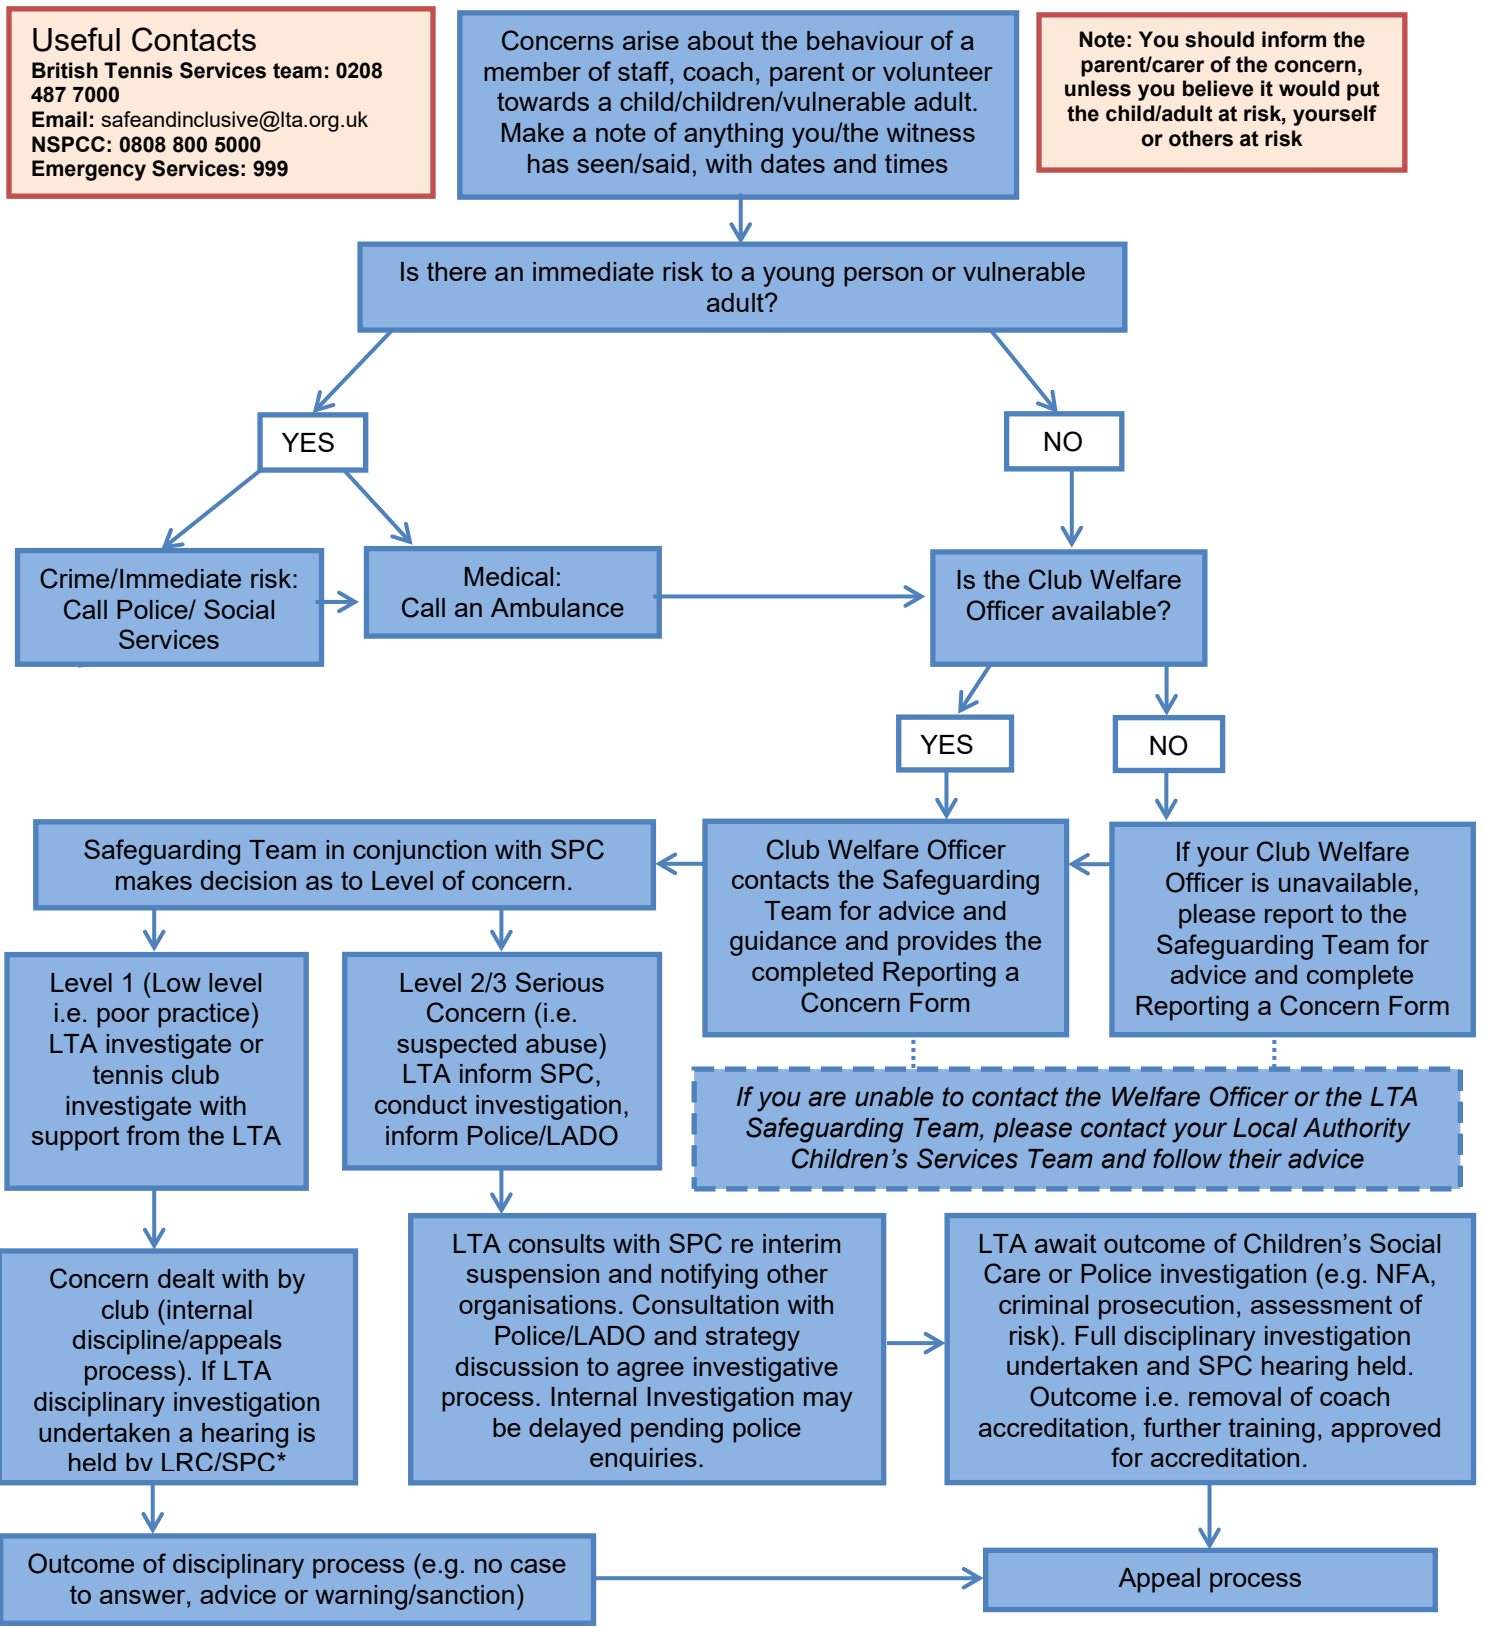 Useful Contacts
British Tennis Services team: 0208
487 7000
Email: safeandinclusive@lta.org.uk
NSPCC: 0808 800 5000
Emergency Services: 999
Concerns arise about the behaviour of a
member of staff, coach, parent or volunteer
towards a child/children/vulnerable adult.
Make a note of anything you/the witness
has seen/said, with dates and times
Note: You should inform the
parent/carer of the concern,
unless you believe it would put
the child/adult at risk, yourself
or others at risk
Is there an immediate risk to a young person or vulnerable
adult?
YES
NO
Crime/Immediate risk:
Call Police/ Social
Services
Medical:
Call an Ambulance
Is the Club Welfare
Officer available?
YES
NO
Safeguarding Team in conjunction with SPC
makes decision as to Level of concern.
Club Welfare Officer
contacts the Safeguarding
Team for advice and
guidance and provides the
completed Reporting a
Concern Form
If your Club Welfare
Officer is unavailable,
please report to the
Safeguarding Team for
advice and complete
Reporting a Concern Form
Level 1 (Low level
i.e. poor practice)
LTA investigate or
tennis club
investigate with
support from the LTA
Level 2/3 Serious
Concern (i.e.
suspected abuse)
LTA inform SPC,
conduct investigation,
inform Police/LADO
If you are unable to contact the Welfare Officer or the LTA
Safeguarding Team, please contact your Local Authority
Children’s Services Team and follow their advice
Concern dealt with by
club (internal
discipline/appeals
process). If LTA
disciplinary investigation
undertaken a hearing is
held by LRC/SPC*
LTA consults with SPC re interim
suspension and notifying other
organisations. Consultation with
Police/LADO and strategy
discussion to agree investigative
process. Internal Investigation may
be delayed pending police
enquiries.
LTA await outcome of Children’s Social
Care or Police investigation (e.g. NFA,
criminal prosecution, assessment of
risk). Full disciplinary investigation
undertaken and SPC hearing held.
Outcome i.e. removal of coach
accreditation, further training, approved
for accreditation.
Outcome of disciplinary process (e.g. no case
to answer, advice or warning/sanction)
Appeal process